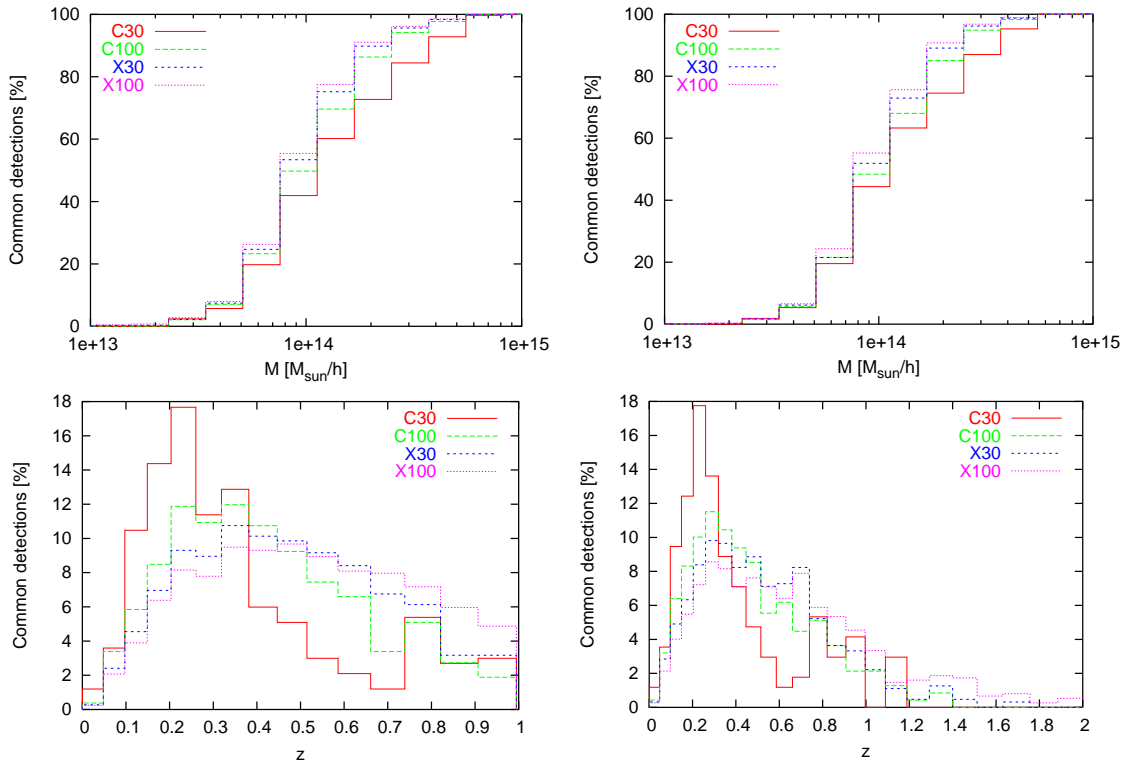 100
80
60
40
20
0
Common detections [%]
C30
C100
X30
X100
1e+13
1e+14
1e+15
M [M_sun/h]
100
80
60
40
20
0
Common detections [%]
C30
C100
X30
X100
1e+13
1e+14
1e+15
M [M_sun/h]
18
16
14
12
10
8
6
4
2
0
Common detections [%]
C30
C100
X30
X100
0 0.1 0.2 0.3 0.4 0.5 0.6 0.7 0.8 0.9 1
z
18
16
14
12
10
8
6
4
2
0
Common detections [%]
C30
C100
X30
X100
0 0.2 0.4 0.6 0.8 1 1.2 1.4 1.6 1.8 2
z